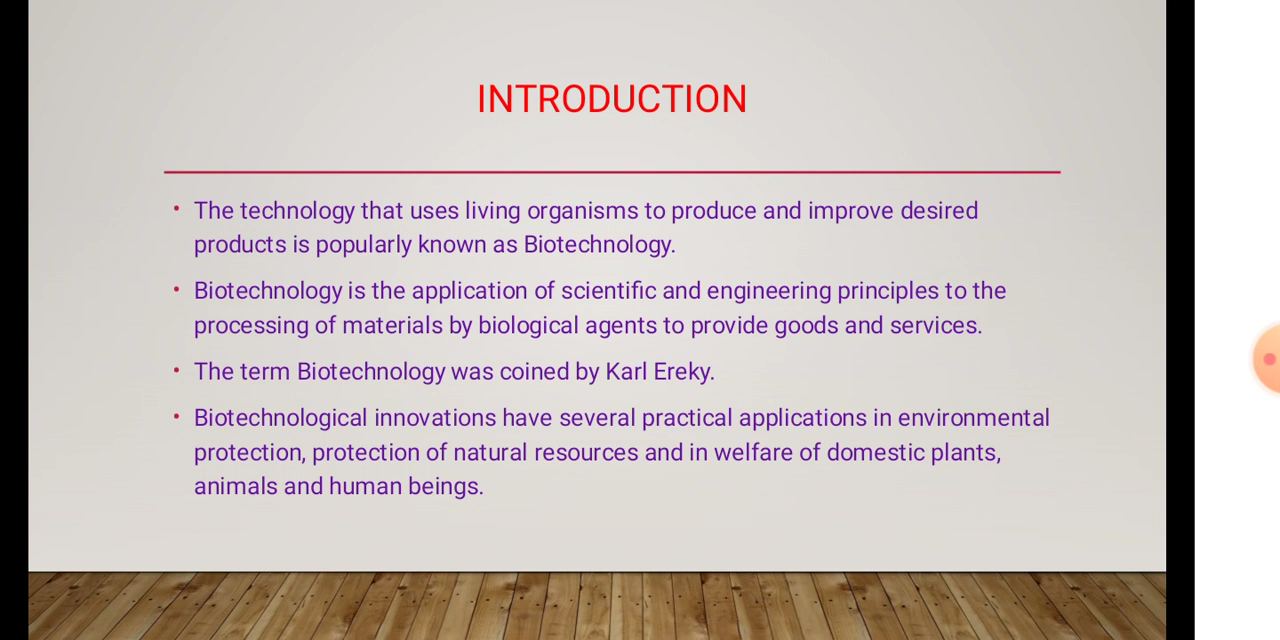 INTRODUCTION
• The technology that uses living organisms to produce and improve desired
products is popularly known as Biotechnology.
• Biotechnology is the application of scientific and engineering principles to the
processing of materials by biological agents to provide goods and services.
• The term Biotechnology was coined by Karl Ereky.
• Biotechnological innovations have several practical applications in environmental
protection, protection of natural resources and in welfare of domestic plants,
animals and human beings.